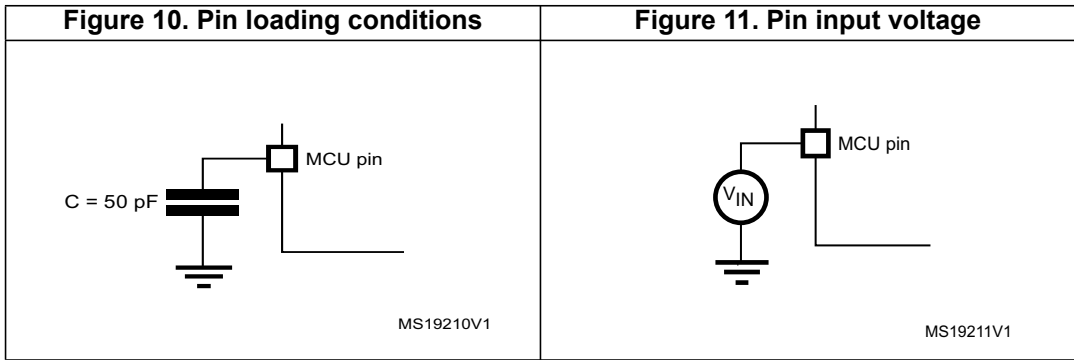 Figure 10. Pin loading conditions
Figure 11. Pin input voltage
MCU pin
C = 50 pF
MS19210V1
MCU pin
VIN
MS19211V1